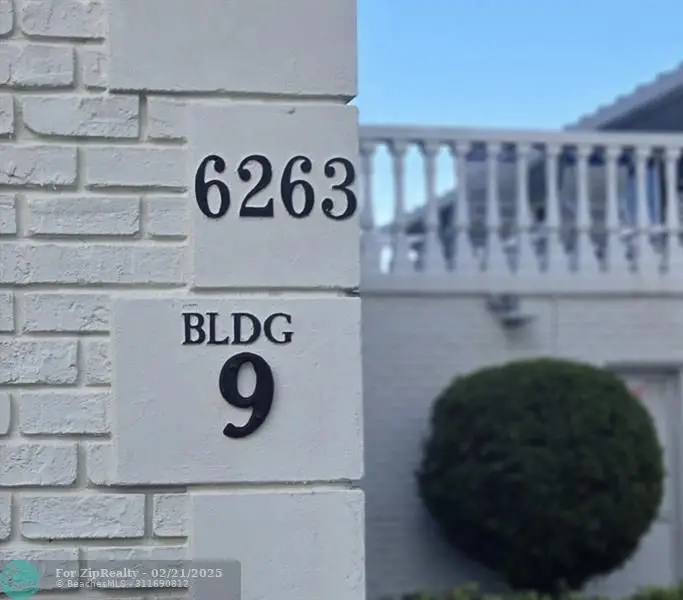 6263
BLDG
9
For ZipRealty - 02/21/2025
© BeachesMLS - 311690812